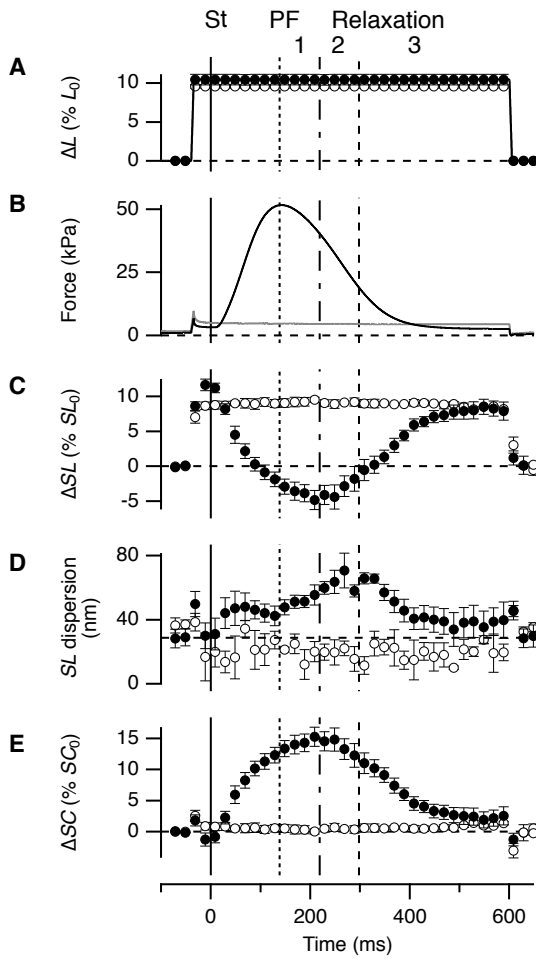 St PF Relaxation
1 2 3
A
ΔL (% L0)
10
5
0
B
Force (kPa)
50
25
0
C
ΔSL (% SL0)
10
5
0
-5
D
SL dispersion
(nm)
80
40
0
E
ΔSC (% SC0)
15
10
5
0
0 200 400 600
Time (ms)